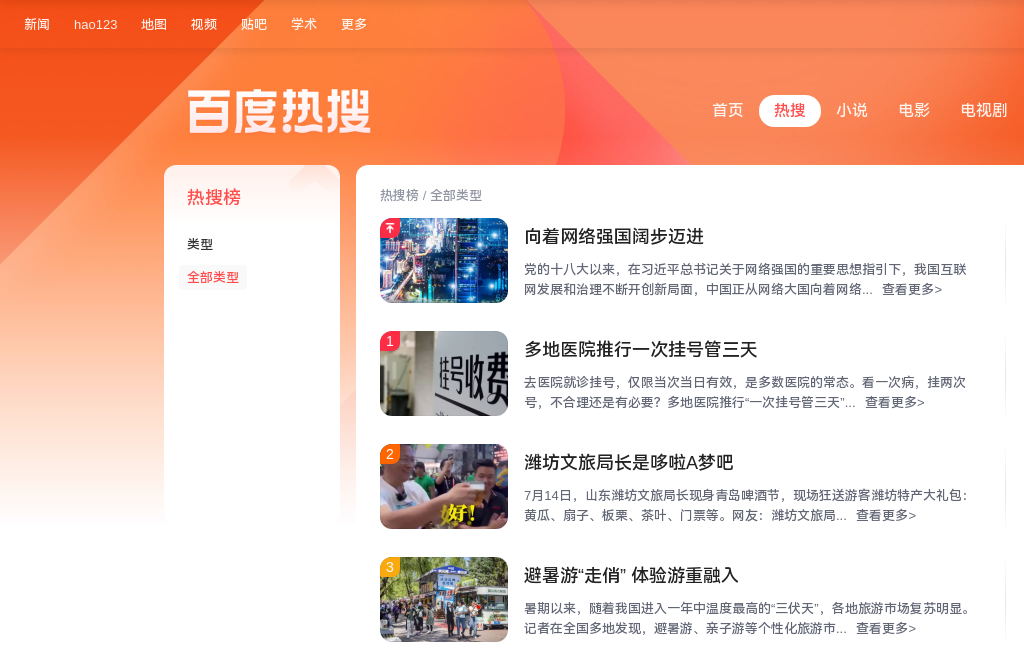 新闻 hao123 地图 视频 贴吧 学术 更多
百度热搜
首页 热搜 小说 电影 电视剧
热搜榜
类型
全部类型
热搜榜 / 全部类型
向着网络强国阔步迈进
党的十八大以来，在习近平总书记关于网络强国的重要思想指引下，我国互联
网发展和治理不断开创新局面，中国正从网络大国向着网络... 查看更多>
1
挂号收费
多地医院推行一次挂号管三天
去医院就诊挂号，仅限当次当日有效，是多数医院的常态。看一次病，挂两次
号，不合理还是有必要？多地医院推行“一次挂号管三天”... 查看更多>
2
好!
潍坊文旅局长是哆啦A梦吧
7月14日，山东潍坊文旅局长现身青岛啤酒节，现场狂送游客潍坊特产大礼包：
黄瓜、扇子、板栗、茶叶、门票等。网友：潍坊文旅局... 查看更多>
3
避暑游“走俏” 体验游重融入
暑期以来，随着我国进入一年中温度最高的“三伏天”，各地旅游市场复苏明显。
记者在全国多地发现，避暑游、亲子游等个性化旅游市... 查看更多>